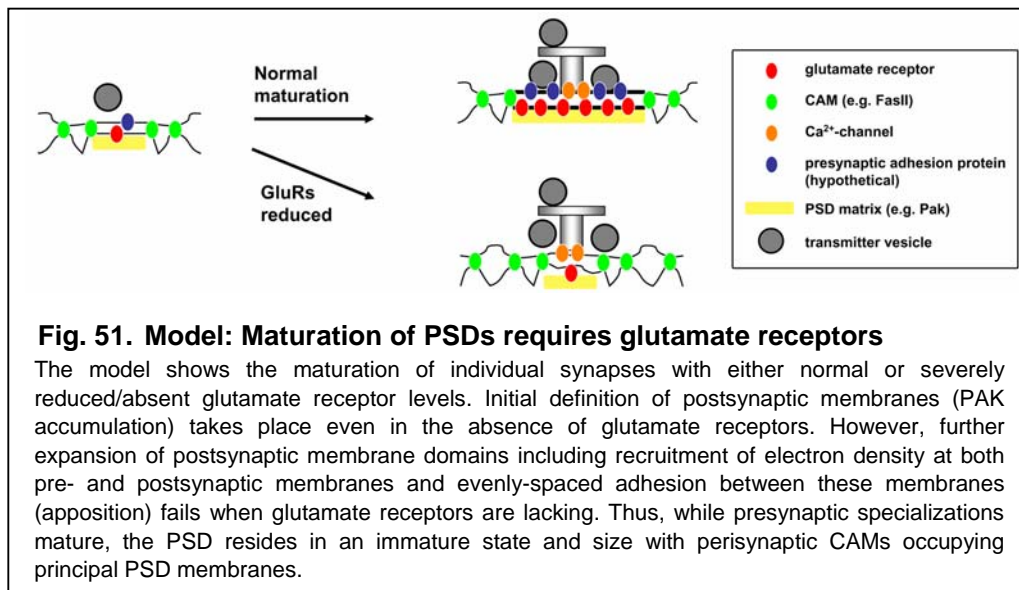 Normal
maturation
GluRs
reduced
glutamate receptor
CAM (e.g. FasII)
Ca2+-channel
presynaptic adhesion protein
(hypothetical)
PSD matrix (e.g. Pak)
transmitter vesicle
Fig. 51. Model: Maturation of PSDs requires glutamate receptors
The model shows the maturation of individual synapses with either normal or severely
reduced/absent glutamate receptor levels. Initial definition of postsynaptic membranes (PAK
accumulation) takes place even in the absence of glutamate receptors. However, further
expansion of postsynaptic membrane domains including recruitment of electron density at both
pre- and postsynaptic membranes and evenly-spaced adhesion between these membranes
(apposition) fails when glutamate receptors are lacking. Thus, while presynaptic specializations
mature, the PSD resides in an immature state and size with perisynaptic CAMs occupying
principal PSD membranes.